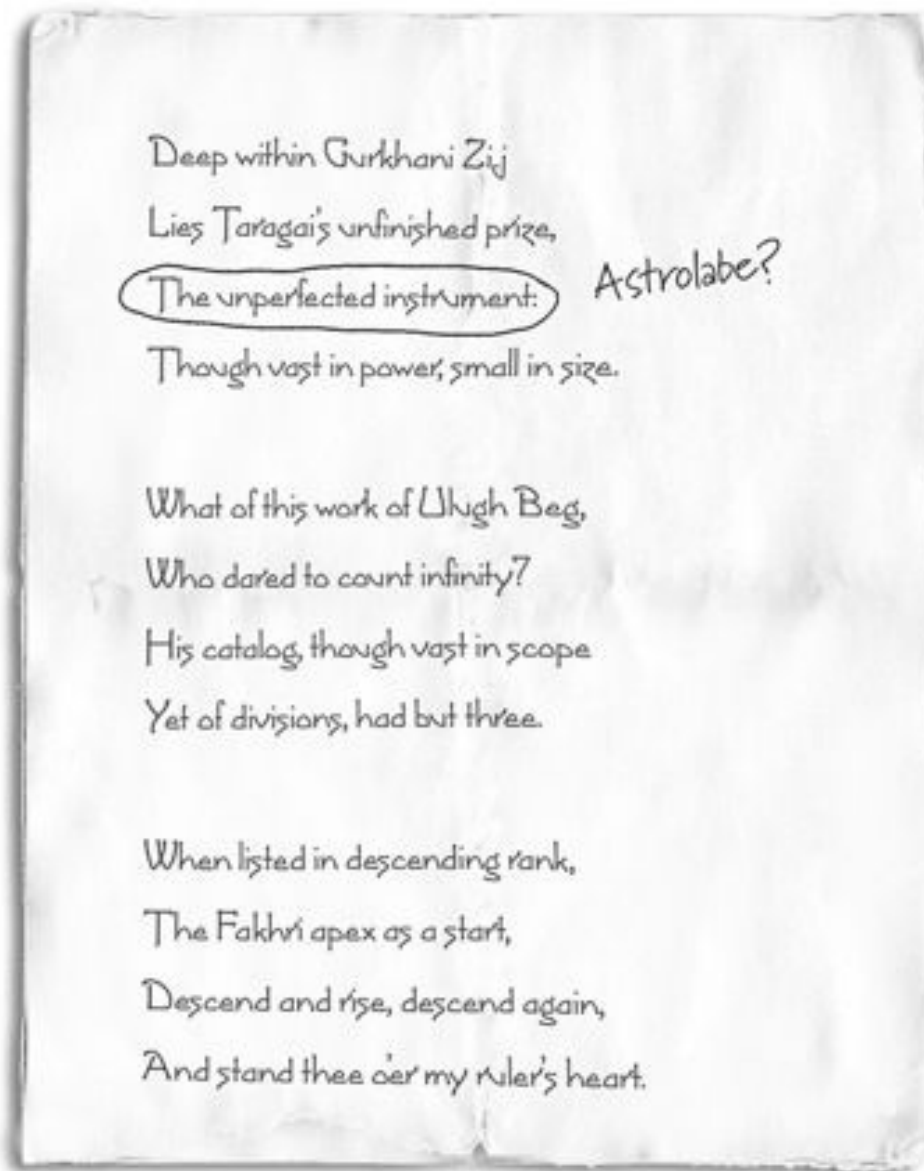 Deep within Gurkhani Zij
Lies Taragai's unfinished prize,
The unperfected instrument:
Astrolabe?
Though vast in power, small in size.
What of this work of Ulugh Beg,
Who dared to count infinity?
His catalog, though vast in scope
Yet of divisions, had but three.
When listed in descending rank,
The Fakhri apex as a start,
Descend and rise, descend again,
And stand thee o'er my ruler's heart.